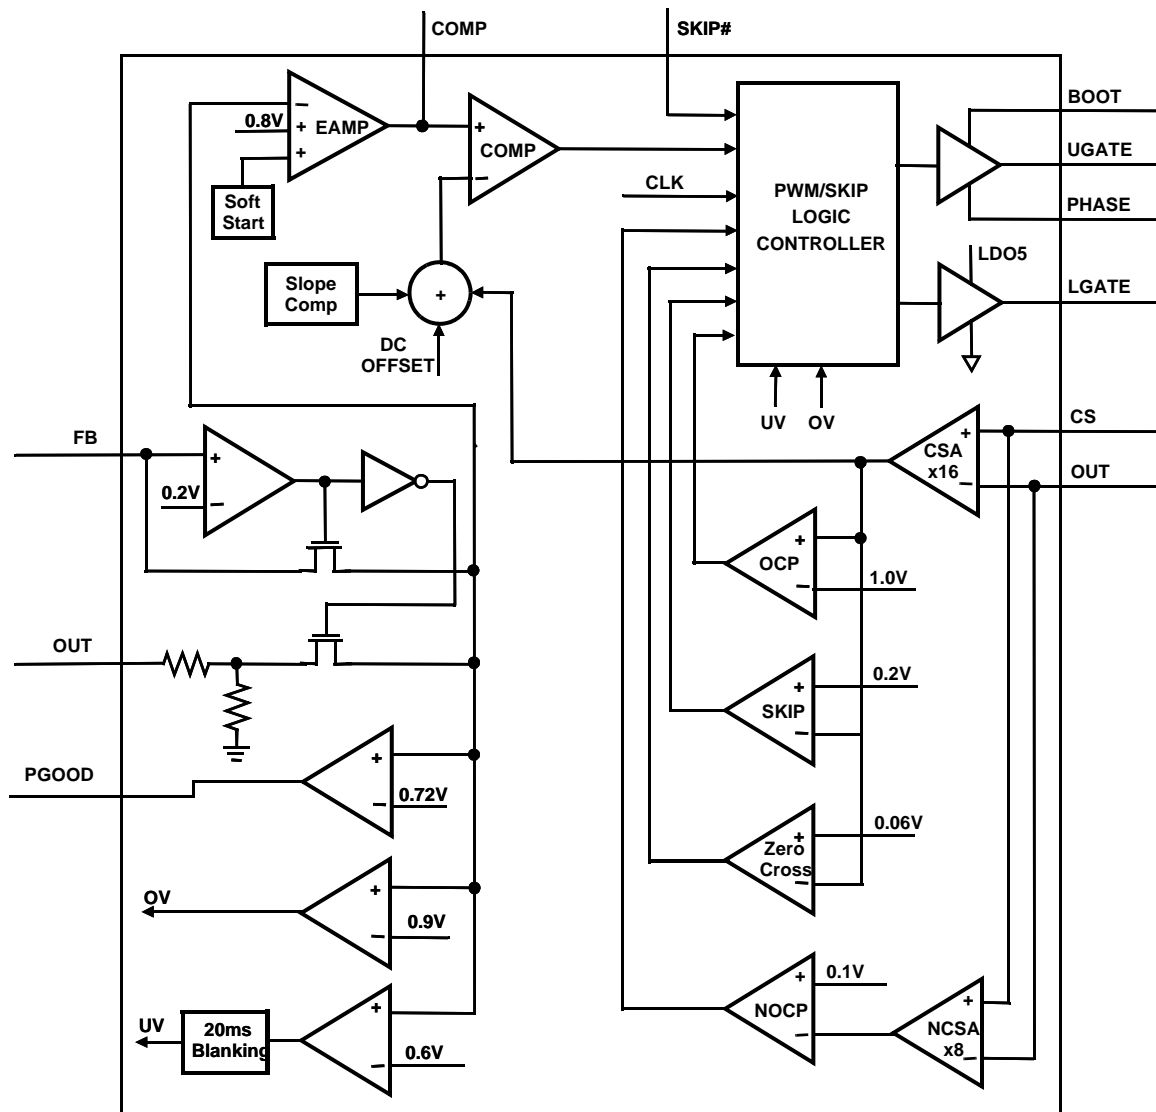 COMP
SKIP#
BOOT
0.8V
EAMP
COMP
UGATE
CLK
PWM/SKIP
LOGIC
CONTROLLER
Soft
Start
PHASE
LDO5
Slope
Comp
+
LGATE
DC
OFFSET
UV
OV
FB
CS
CSA
x16
0.2V
OUT
OCP
1.0V
OUT
0.2V
SKIP
PGOOD
0.72V
0.06V
Zero
Cross
OV
0.9V
0.1V
NOCP
NCSA
x8
UV
20ms
Blanking
0.6V